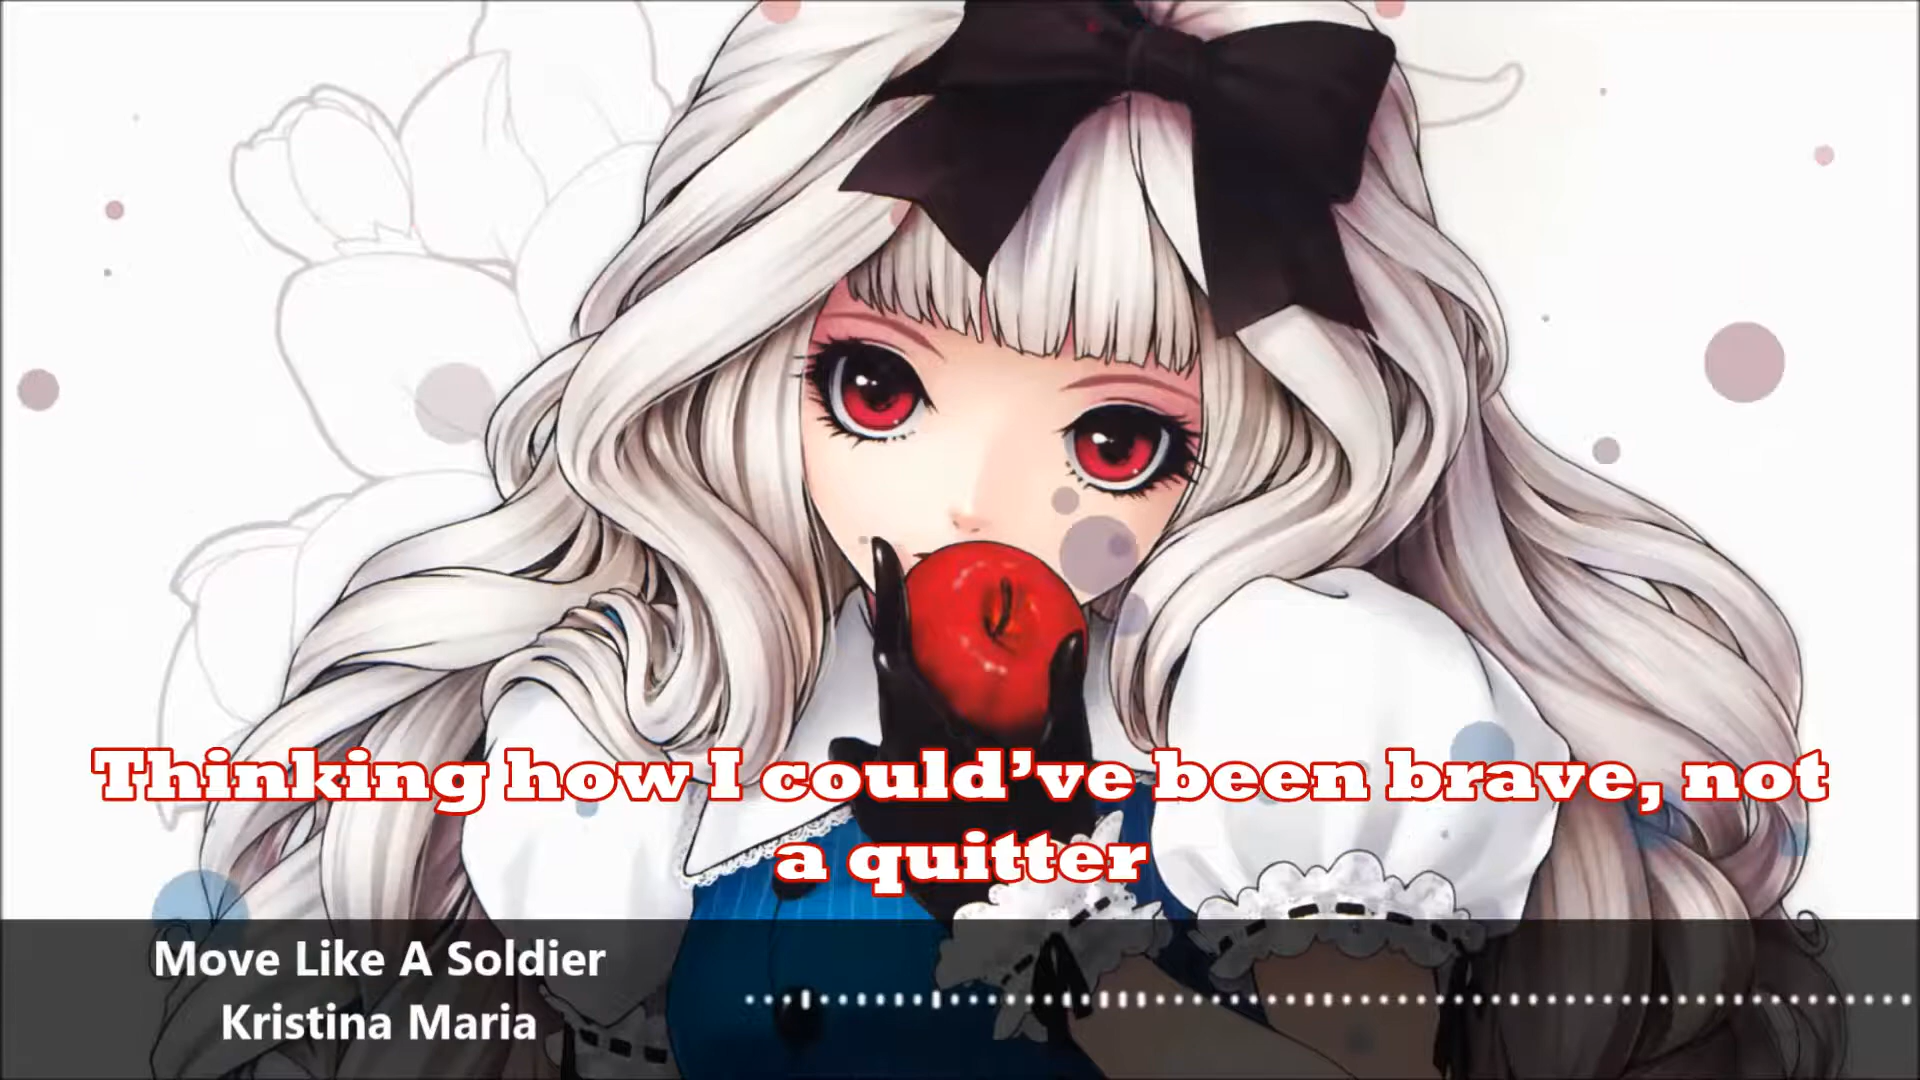 Thinking how I could've been brave, not
a quitter
Move Like A Soldier
Kristina Maria